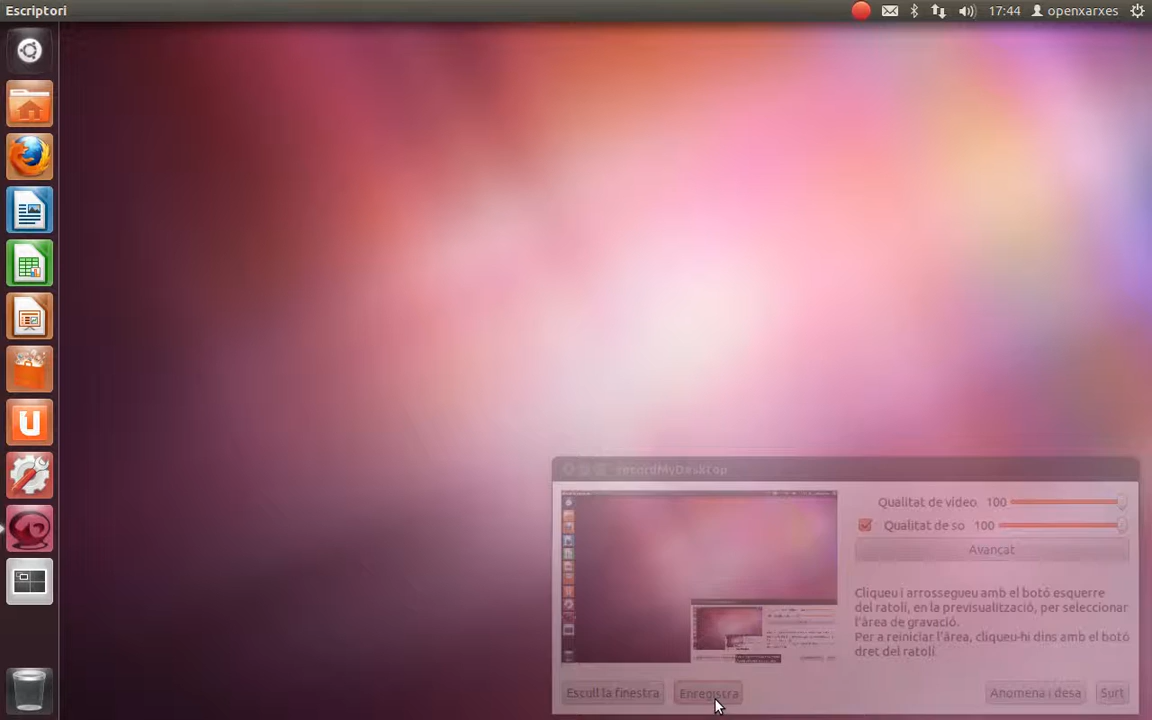 Escriptori
17:44 openxarxes
recordMyDesktop
Qualitat de vídeo 100
Qualitat de so 100
Avançat
Cliqueu i arrossegueu amb el botó esquerre
del ratolí, en la previsualització, per seleccionar
l'àrea de gravació.
Per a reiniciar l'àrea, cliqueu-hi dins amb el botó
dret del ratolí.
Escull la finestra Enregistra Anomena i desa Surt